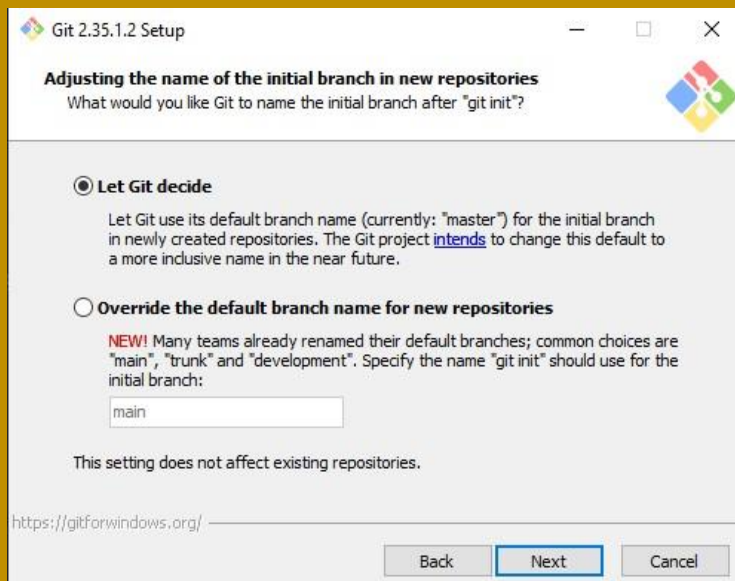 Git 2.35.1.2 Setup
Adjusting the name of the initial branch in new repositories
What would you like Git to name the initial branch after "git init"?
Let Git decide
Let Git use its default branch name (currently: "master") for the initial branch
in newly created repositories. The Git project intends to change this default to
a more inclusive name in the near future.
Override the default branch name for new repositories
NEW! Many teams already renamed their default branches; common choices are
"main", "trunk" and "development". Specify the name "git init" should use for the
initial branch:
main
This setting does not affect existing repositories.
https://gitforwindows.org/
Back Next Cancel